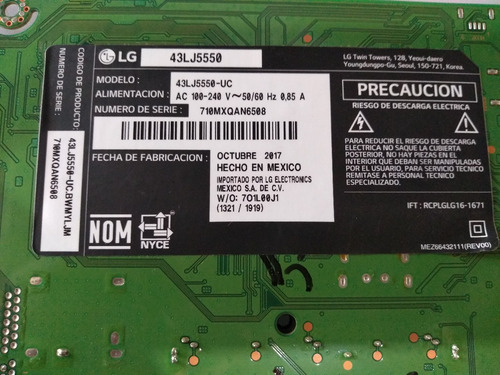 LG
43LJ5550
LG Twin Towers, 128, Yeoui-daero
Youngdungpo-Gu, Seoul, 150-721, Korea.
MODELO :
43LJ5550-UC
ALIMENTACION :
AC 100-240 V~50/60 Hz 0,85 A
NUMERO DE SERIE :
710MXQAN6508
FECHA DE FABRICACION :
OCTUBRE 2017
HECHO EN MEXICO
IMPORTADO POR LG ELECTRONICS
MEXICO S.A. DE C.V.
W/O: 7O1L00J1
(1321 / 1919)
NOM
NYCE
PRECAUCION
RIESGO DE DESCARGA ELECTRICA
PARA REDUCIR EL RIESGO DE DESCARGA
ELECTRICA NO SAQUE LA CUBIERTA
POSTERIOR, NO HAY PIEZAS EN EL
INTERIOR QUE DEBAN SER MANIPULADAS
POR EL USUARIO, PARA SERVICIO TECNICO
REMITASE A PERSONAL TECNICO
ESPECIALIZADO.
IFT : RCPLGLG16-1671
MEZ66432111(REV00)
CODIGO DE PRODUCTO
NUMERO DE SERIE:
43LJ5550-UC.BWMYLJM
710MXQAN6508